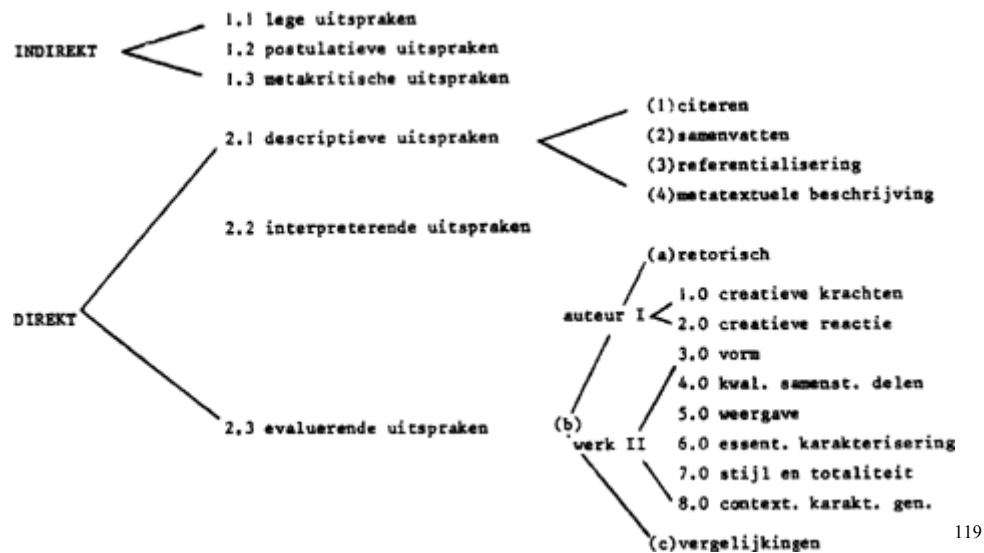 1.1 lege uitspraken
INDIREKT
1.2 postulatieve uitspraken
1.3 metakritische uitspraken
(1)citeren
2.1 descriptieve uitspraken
(2)samenvatten
(3)referentialisering
(4)metatextuele beschrijving
2.2 interpreterende uitspraken
(a)retorisch
1.0 creatieve krachten
auteur I
2.0 creatieve reactie
DIREKT
3.0 vorm
4.0 kwal. samenst. delen
5.0 weergave
2.3 evaluerende uitspraken
(b)
werk II
6.0 essent. karakterisering
7.0 stijl en totaliteit
8.0 context. karakt. gen.
(c)vergelijkingen
119